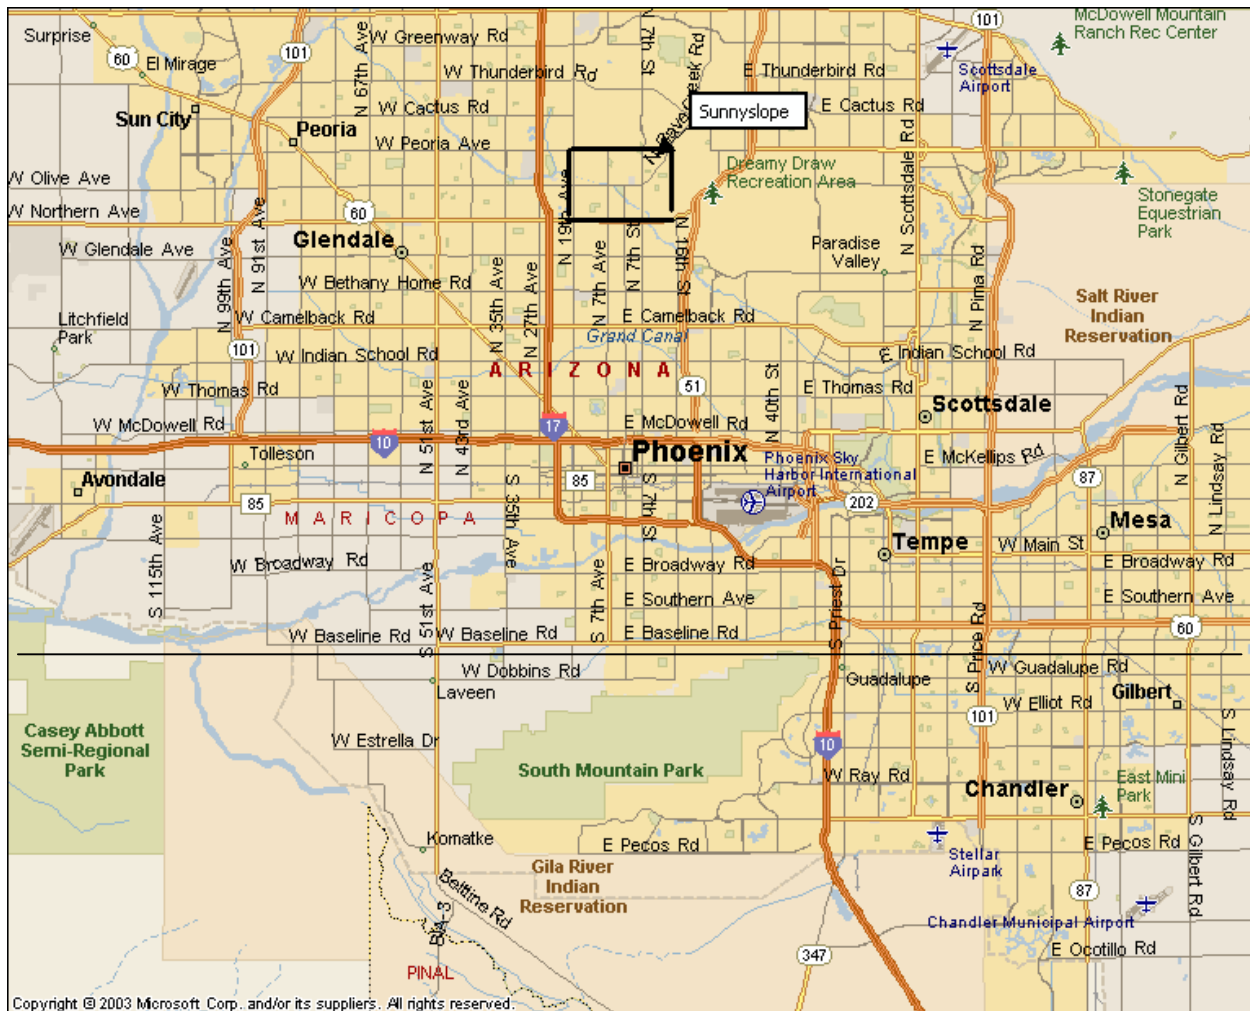 McDowell Mountain
Ranch Rec Center
Surprise
60
El Mirage
101
N 67th Ave
W Greenway Rd
W Thunderbird Rd
N 7th St
E Thunderbird Rd
101
Scottsdale
Airport
Sun City
Peoria
W Cactus Rd
W Peoria Ave
Sunnyslope
E Cactus Rd
N Scottsdale Rd
Dreamy Draw
Recreation Area
Stonegate
Equestrian
Park
W Olive Ave
W Northern Ave
60
N 19th Ave
W Glendale Ave
N 99th Ave
N 91st Ave
Glendale
W Bethany Home Rd
N 35th Ave
N 27th Ave
N 7th Ave
N 7th St
N 16th St
Paradise
Valley
N Pima Rd
Salt River
Indian
Reservation
Litchfield
Park
W Camelback Rd
E Camelback Rd
Grand Canal
101
W Indian School Rd
E Indian School Rd
ARIZONA
W Thomas Rd
51
N 40th St
E Thomas Rd
Scottsdale
W McDowell Rd
N 51st Ave
N 43rd Ave
17
E McDowell Rd
N Gilbert Rd
N Lindsay Rd
10
Tolleson
Phoenix
Phoenix Sky
Harbor International
Airport
E McKellips Rd
Avondale
85
S 35th Ave
85
S 7th St
202
87
MARICOPA
Mesa
S 115th Ave
W Broadway Rd
E Broadway Rd
Tempe
W Main St
E Broadway Rd
S 51st Ave
S 7th Ave
E Southern Ave
S Priest Dr
E Southern Ave
W Baseline Rd
W Baseline Rd
E Baseline Rd
S Price Rd
60
W Dobbins Rd
Laveen
Guadalupe
W Guadalupe Rd
W Elliot Rd
Gilbert
101
S Lindsay Rd
Casey Abbott
Semi-Regional
Park
W Estrella Dr
South Mountain Park
10
W Ray Rd
Chandler
East Mini
Park
Komatke
E Pecos Rd
Stellar
Airpark
E Pecos Rd
S Gilbert Rd
Gila River
Indian
Reservation
Beltline Rd
BIA-3
87
Chandler Municipal Airport
347
E Ocotillo Rd
PINAL
Copyright © 2003 Microsoft Corp. and/or its suppliers. All rights reserved.